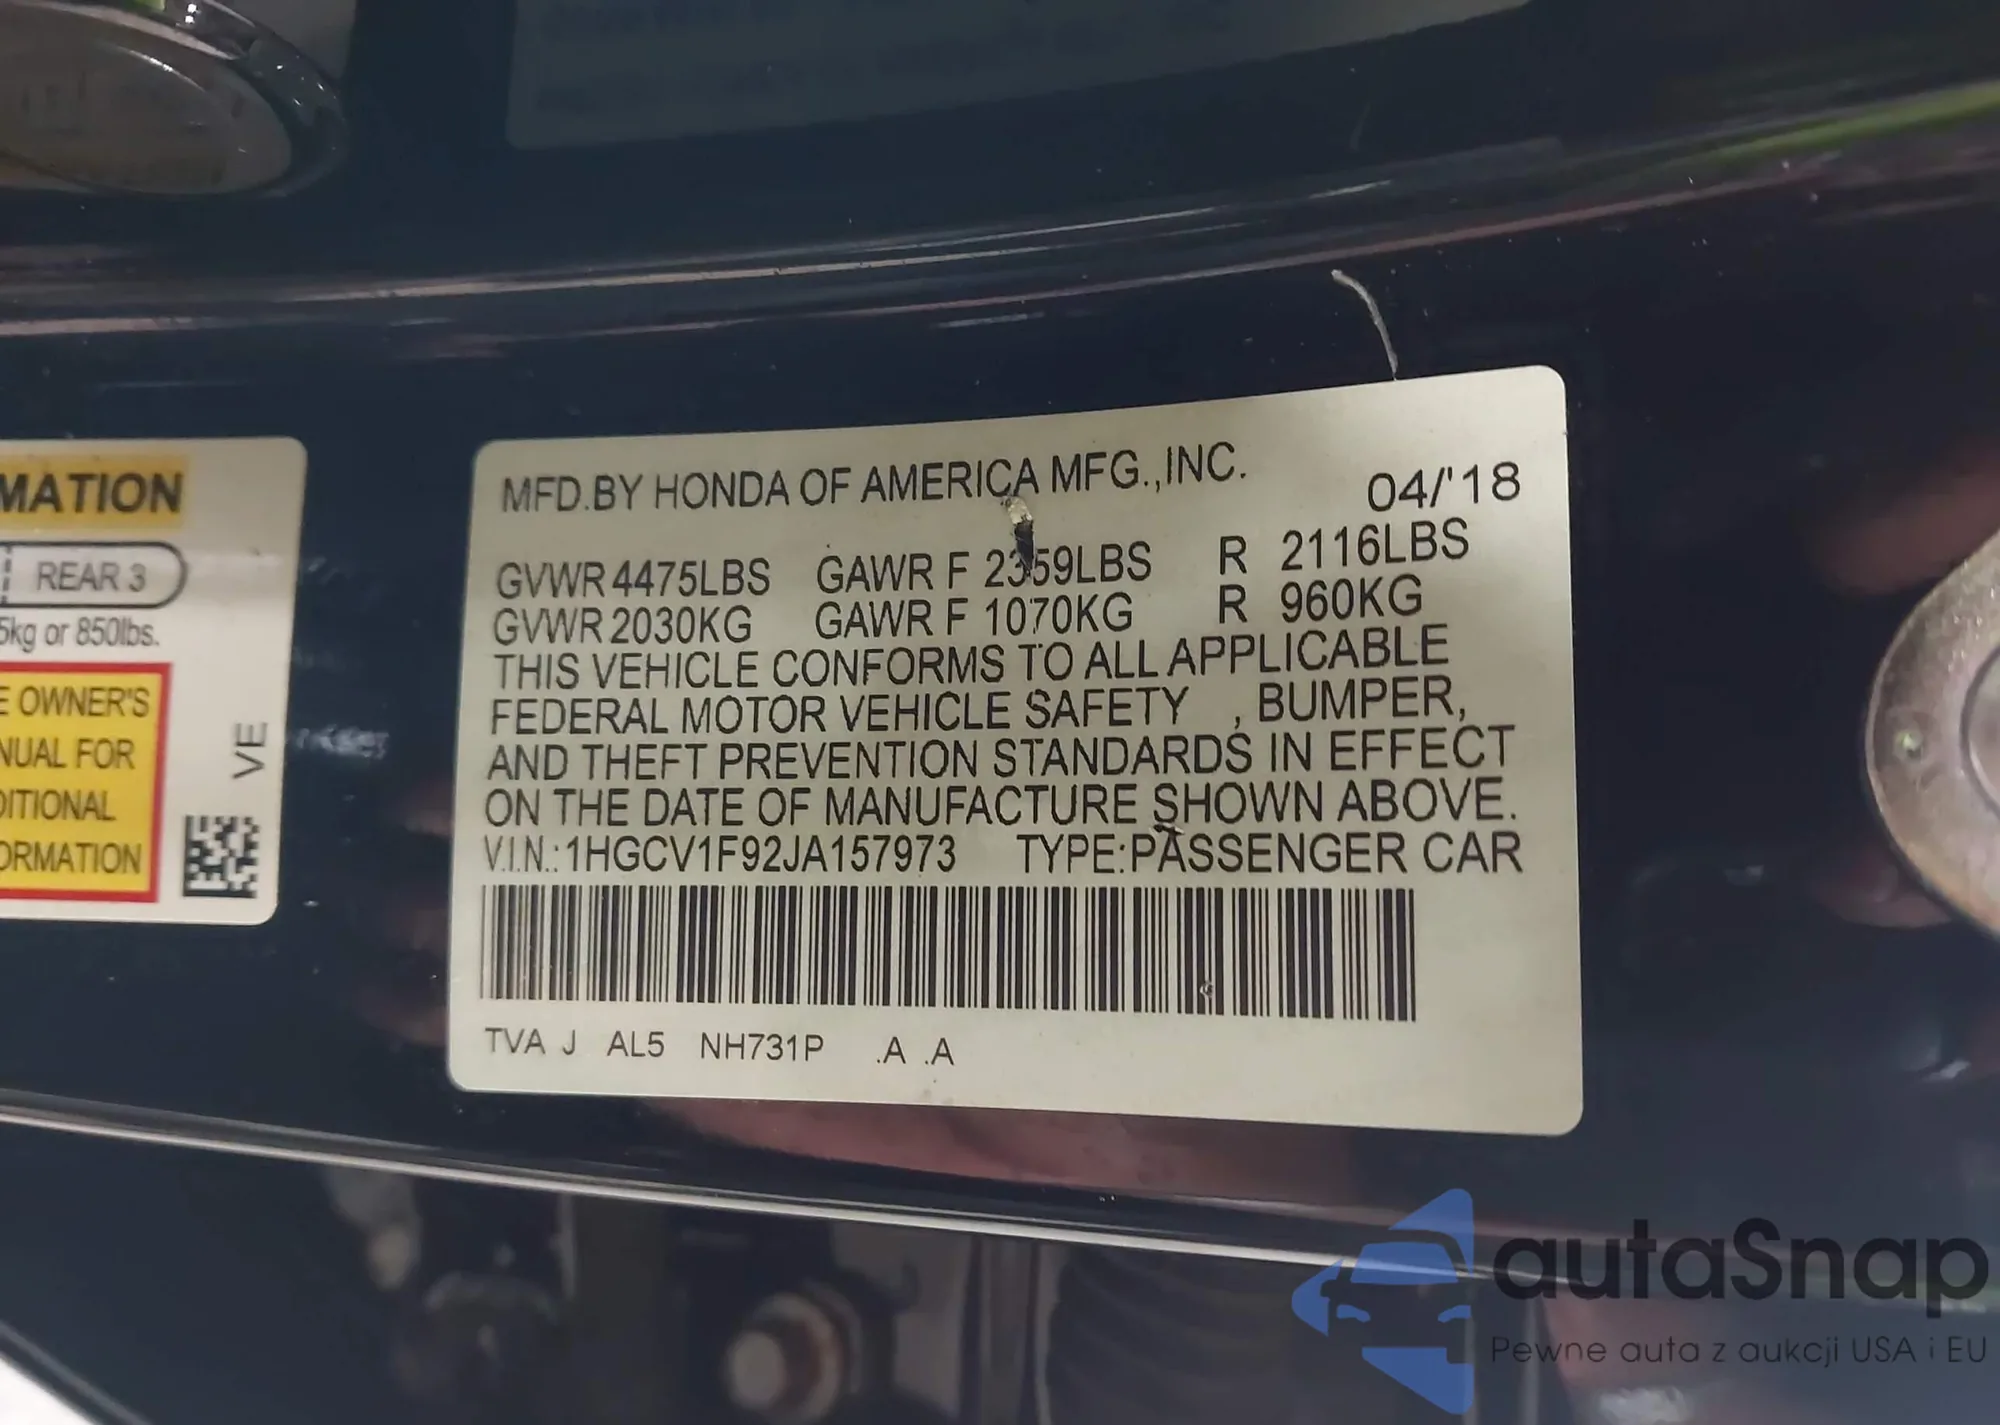 MATION
REAR 3
5kg or 850lbs.
E OWNER'S
NUAL FOR
DITIONAL
ORMATION
VE
MFD.BY HONDA OF AMERICA MFG.,INC.
04/'18
GVWR 4475LBS GAWR F 2359LBS R 2116LBS
GVWR 2030KG GAWR F 1070KG R 960KG
THIS VEHICLE CONFORMS TO ALL APPLICABLE
FEDERAL MOTOR VEHICLE SAFETY , BUMPER,
AND THEFT PREVENTION STANDARDS IN EFFECT
ON THE DATE OF MANUFACTURE SHOWN ABOVE.
V.I.N.:1HGCV1F92JA157973 TYPE:PASSENGER CAR
TVA J AL5 NH731P .A .A
autaSnap
Pewne auta z aukcji USA i EU